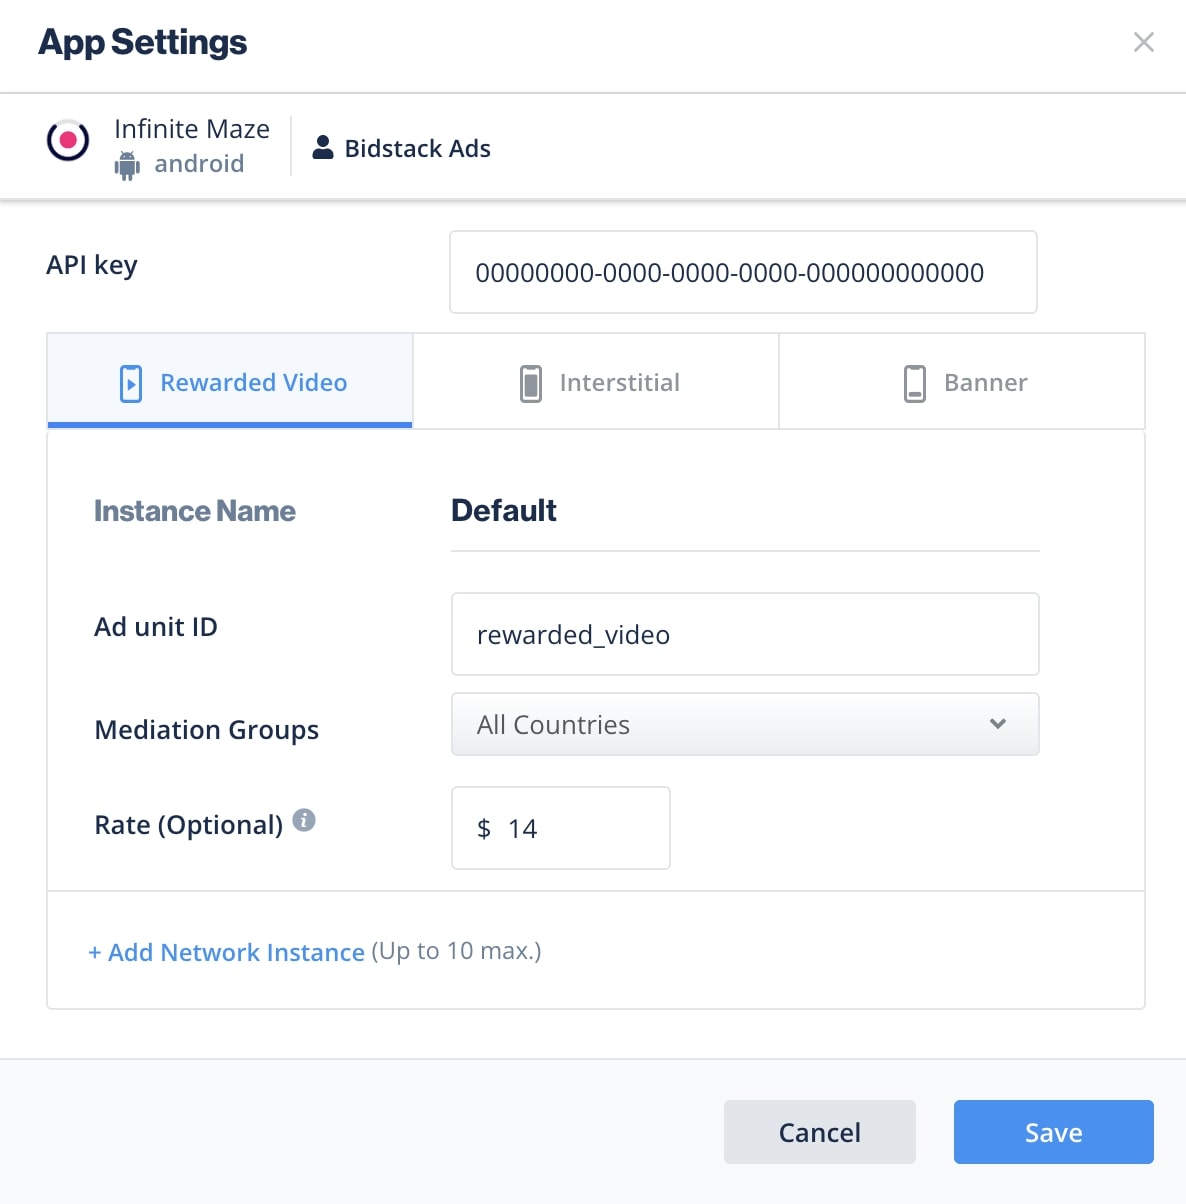 App Settings
Infinite Maze
android
Bidstack Ads
API key
00000000-0000-0000-0000-000000000000
Rewarded Video
Interstitial
Banner
Instance Name
Default
Ad unit ID
rewarded_video
Mediation Groups
All Countries
Rate (Optional) i
$ 14
+ Add Network Instance (Up to 10 max.)
Cancel
Save